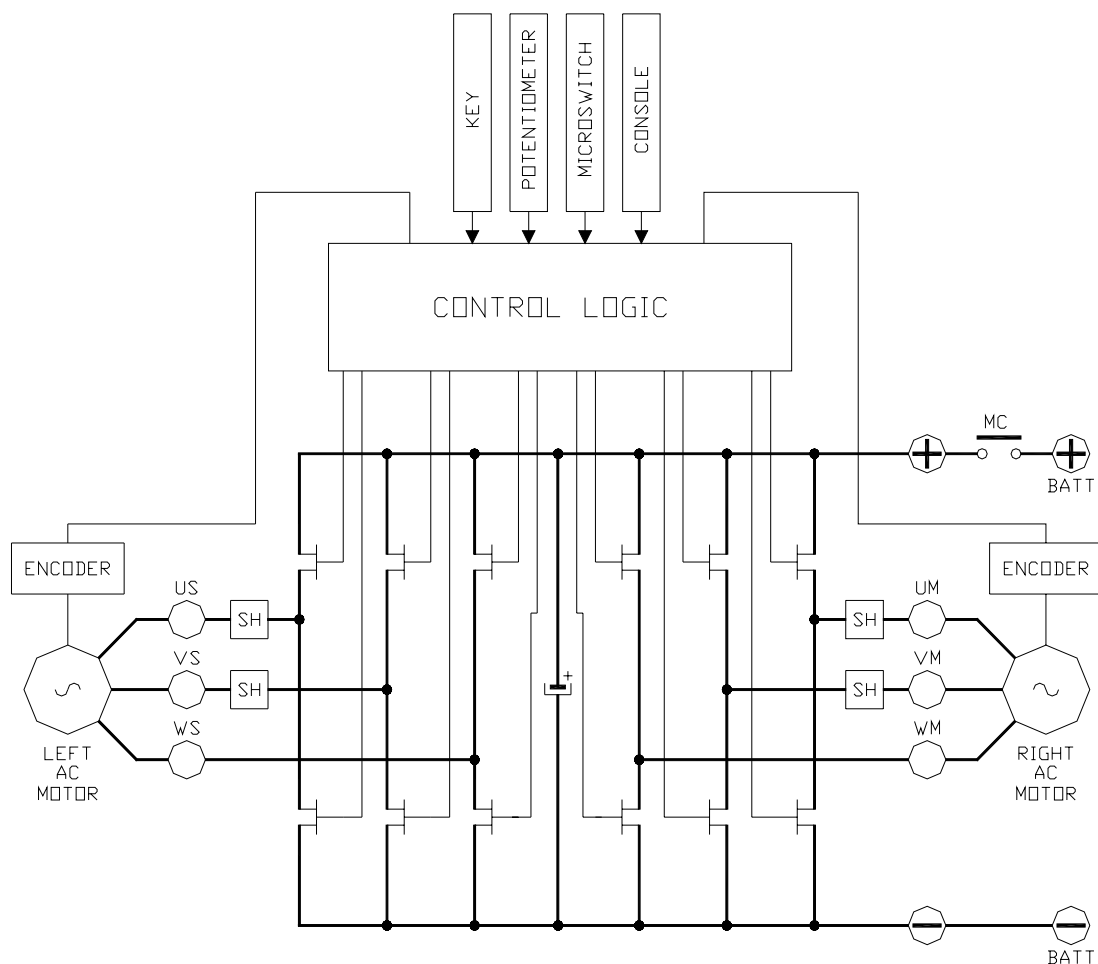 KEY
POTENTIOMETER
MICROSWITCH
CONSOLE
CONTROL LOGIC
MC
BATT
ENCODER
ENCODER
US
SH
SH
UM
VS
SH
+
SH
VM
WS
WM
LEFT
AC
MOTOR
RIGHT
AC
MOTOR
BATT